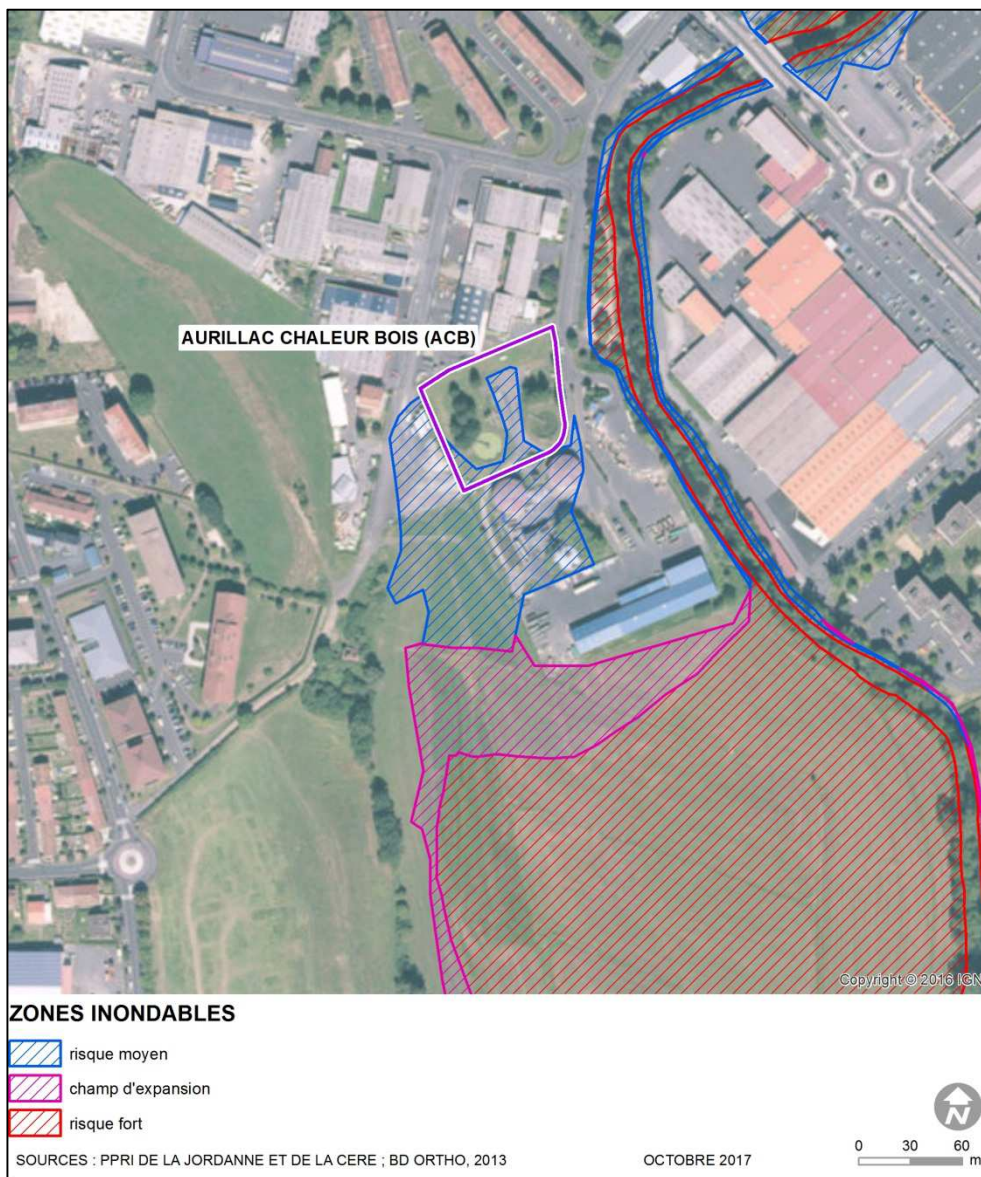 AURILLAC CHALEUR BOIS (ACB)
Copyright © 2016 IGN
ZONES INONDABLES
risque moyen
champ d'expansion
risque fort
N
0 30 60
m
SOURCES : PPRI DE LA JORDANNE ET DE LA CERE ; BD ORTHO, 2013
OCTOBRE 2017